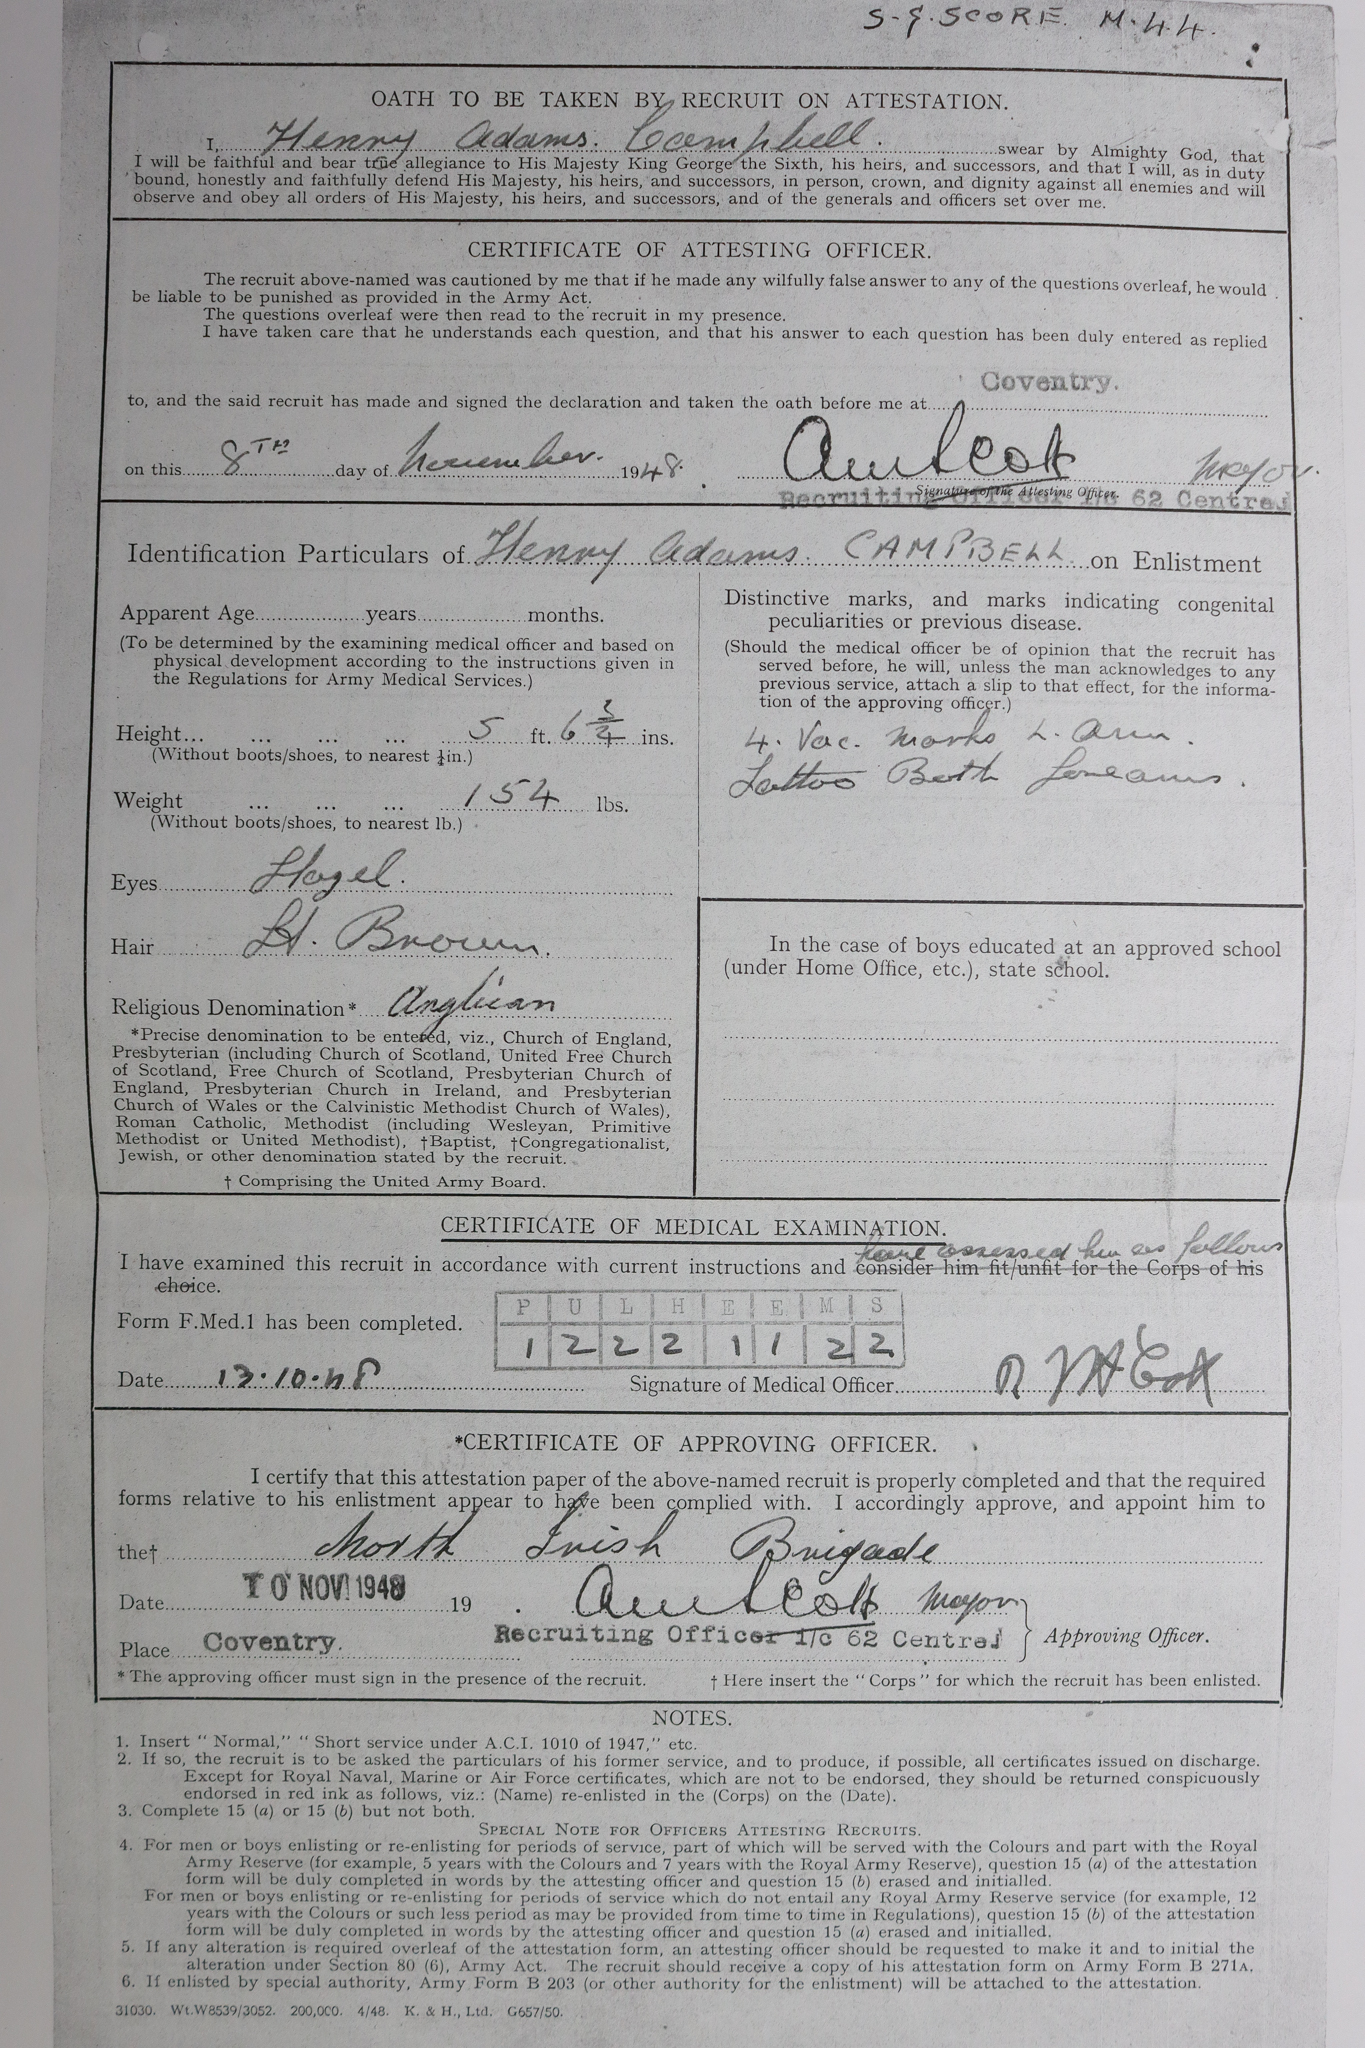 S.G. SCORE. M.44.
OATH TO BE TAKEN BY RECRUIT ON ATTESTATION.
I, Henry Adams. Campbell. swear by Almighty God, that
I will be faithful and bear true allegiance to His Majesty King George the Sixth, his heirs, and successors, and that I will, as in duty
bound, honestly and faithfully defend His Majesty, his heirs, and successors, in person, crown, and dignity against all enemies and will
observe and obey all orders of His Majesty, his heirs, and successors, and of the generals and officers set over me.
CERTIFICATE OF ATTESTING OFFICER.
The recruit above-named was cautioned by me that if he made any wilfully false answer to any of the questions overleaf, he would
be liable to be punished as provided in the Army Act.
The questions overleaf were then read to the recruit in my presence.
I have taken care that he understands each question, and that his answer to each question has been duly entered as replied
Coventry.
to, and the said recruit has made and signed the declaration and taken the oath before me at
on this 8TH day of November. 1948. Scott Major.
Signature of the Attesting Officer.
Recruiting Officer i/c 62 Centre
Identification Particulars of Henry Adams. CAMPBELL on Enlistment
Apparent Age years months.
(To be determined by the examining medical officer and based on
physical development according to the instructions given in
the Regulations for Army Medical Services.)
Height... ... ... ... 5 ft. 6 3/4 ins.
(Without boots/shoes, to nearest ¼in.)
Weight ... ... ... 154 lbs.
(Without boots/shoes, to nearest lb.)
Eyes Hazel.
Hair Lt. Brown.
Religious Denomination* Anglican
*Precise denomination to be entered, viz., Church of England,
Presbyterian (including Church of Scotland, United Free Church
of Scotland, Free Church of Scotland, Presbyterian Church of
England, Presbyterian Church in Ireland, and Presbyterian
Church of Wales or the Calvinistic Methodist Church of Wales),
Roman Catholic, Methodist (including Wesleyan, Primitive
Methodist or United Methodist), †Baptist, †Congregationalist,
Jewish, or other denomination stated by the recruit.
† Comprising the United Army Board.
Distinctive marks, and marks indicating congenital
peculiarities or previous disease.
(Should the medical officer be of opinion that the recruit has
served before, he will, unless the man acknowledges to any
previous service, attach a slip to that effect, for the informa-
tion of the approving officer.)
4. Vac. Marks L. Arm.
Tattoo Both forearms.
In the case of boys educated at an approved school
(under Home Office, etc.), state school.
CERTIFICATE OF MEDICAL EXAMINATION.
have assessed him as follows
I have examined this recruit in accordance with current instructions and consider him fit/unfit for the Corps of his
choice.
P U L H E E M S
Form F.Med.1 has been completed.
1 2 2 2 1 1 2 2
Date 13.10.48 Signature of Medical Officer
*CERTIFICATE OF APPROVING OFFICER.
I certify that this attestation paper of the above-named recruit is properly completed and that the required
forms relative to his enlistment appear to have been complied with. I accordingly approve, and appoint him to
the† North Irish Brigade
Date 10 NOV 1948 19 . Scott Major
Place Coventry. Recruiting Officer i/c 62 Centre Approving Officer.
* The approving officer must sign in the presence of the recruit. † Here insert the "Corps" for which the recruit has been enlisted.
NOTES.
1. Insert "Normal," "Short service under A.C.I. 1010 of 1947," etc.
2. If so, the recruit is to be asked the particulars of his former service, and to produce, if possible, all certificates issued on discharge.
Except for Royal Naval, Marine or Air Force certificates, which are not to be endorsed, they should be returned conspicuously
endorsed in red ink as follows, viz.: (Name) re-enlisted in the (Corps) on the (Date).
3. Complete 15 (a) or 15 (b) but not both.
SPECIAL NOTE FOR OFFICERS ATTESTING RECRUITS.
4. For men or boys enlisting or re-enlisting for periods of service, part of which will be served with the Colours and part with the Royal
Army Reserve (for example, 5 years with the Colours and 7 years with the Royal Army Reserve), question 15 (a) of the attestation
form will be duly completed in words by the attesting officer and question 15 (b) erased and initialled.
For men or boys enlisting or re-enlisting for periods of service which do not entail any Royal Army Reserve service (for example, 12
years with the Colours or such less period as may be provided from time to time in Regulations), question 15 (b) of the attestation
form will be duly completed in words by the attesting officer and question 15 (a) erased and initialled.
5. If any alteration is required overleaf of the attestation form, an attesting officer should be requested to make it and to initial the
alteration under Section 80 (6), Army Act. The recruit should receive a copy of his attestation form on Army Form B 271A.
6. If enlisted by special authority, Army Form B 203 (or other authority for the enlistment) will be attached to the attestation.
31030. Wt.W8539/3052. 200,000. 4/48. K. & H., Ltd. G657/50.